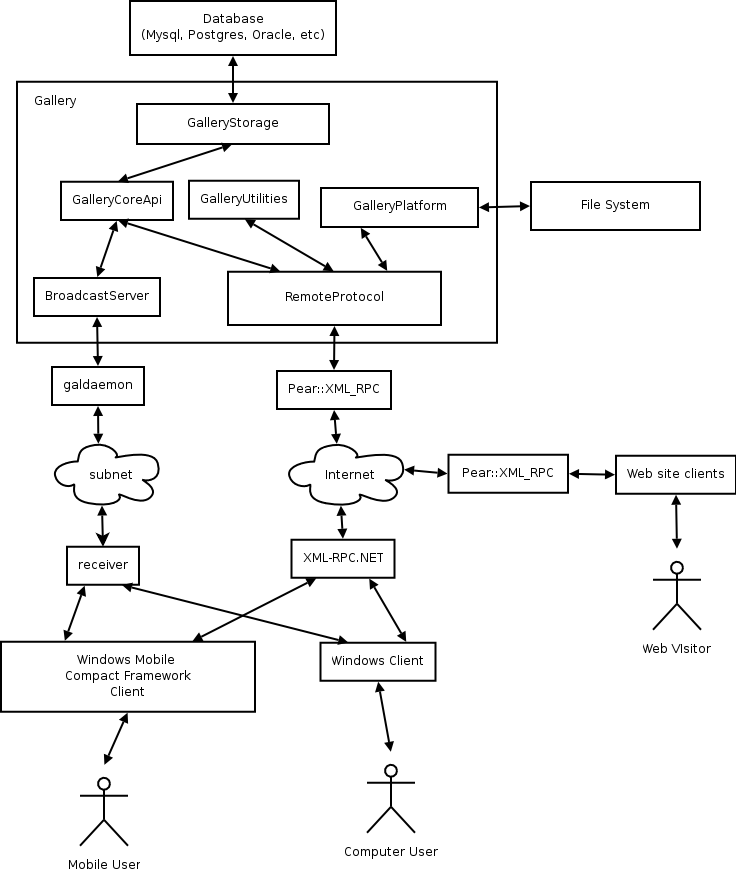 Database
(Mysql, Postgres, Oracle, etc)
Gallery
GalleryStorage
GalleryCoreApi
GalleryUtilities
GalleryPlatform
File System
BroadcastServer
RemoteProtocol
galdaemon
Pear::XML_RPC
subnet
Internet
Pear::XML_RPC
Web site clients
receiver
XML-RPC.NET
Web VIsitor
Windows Mobile
Compact Framework
Client
Windows Client
Mobile User
Computer User